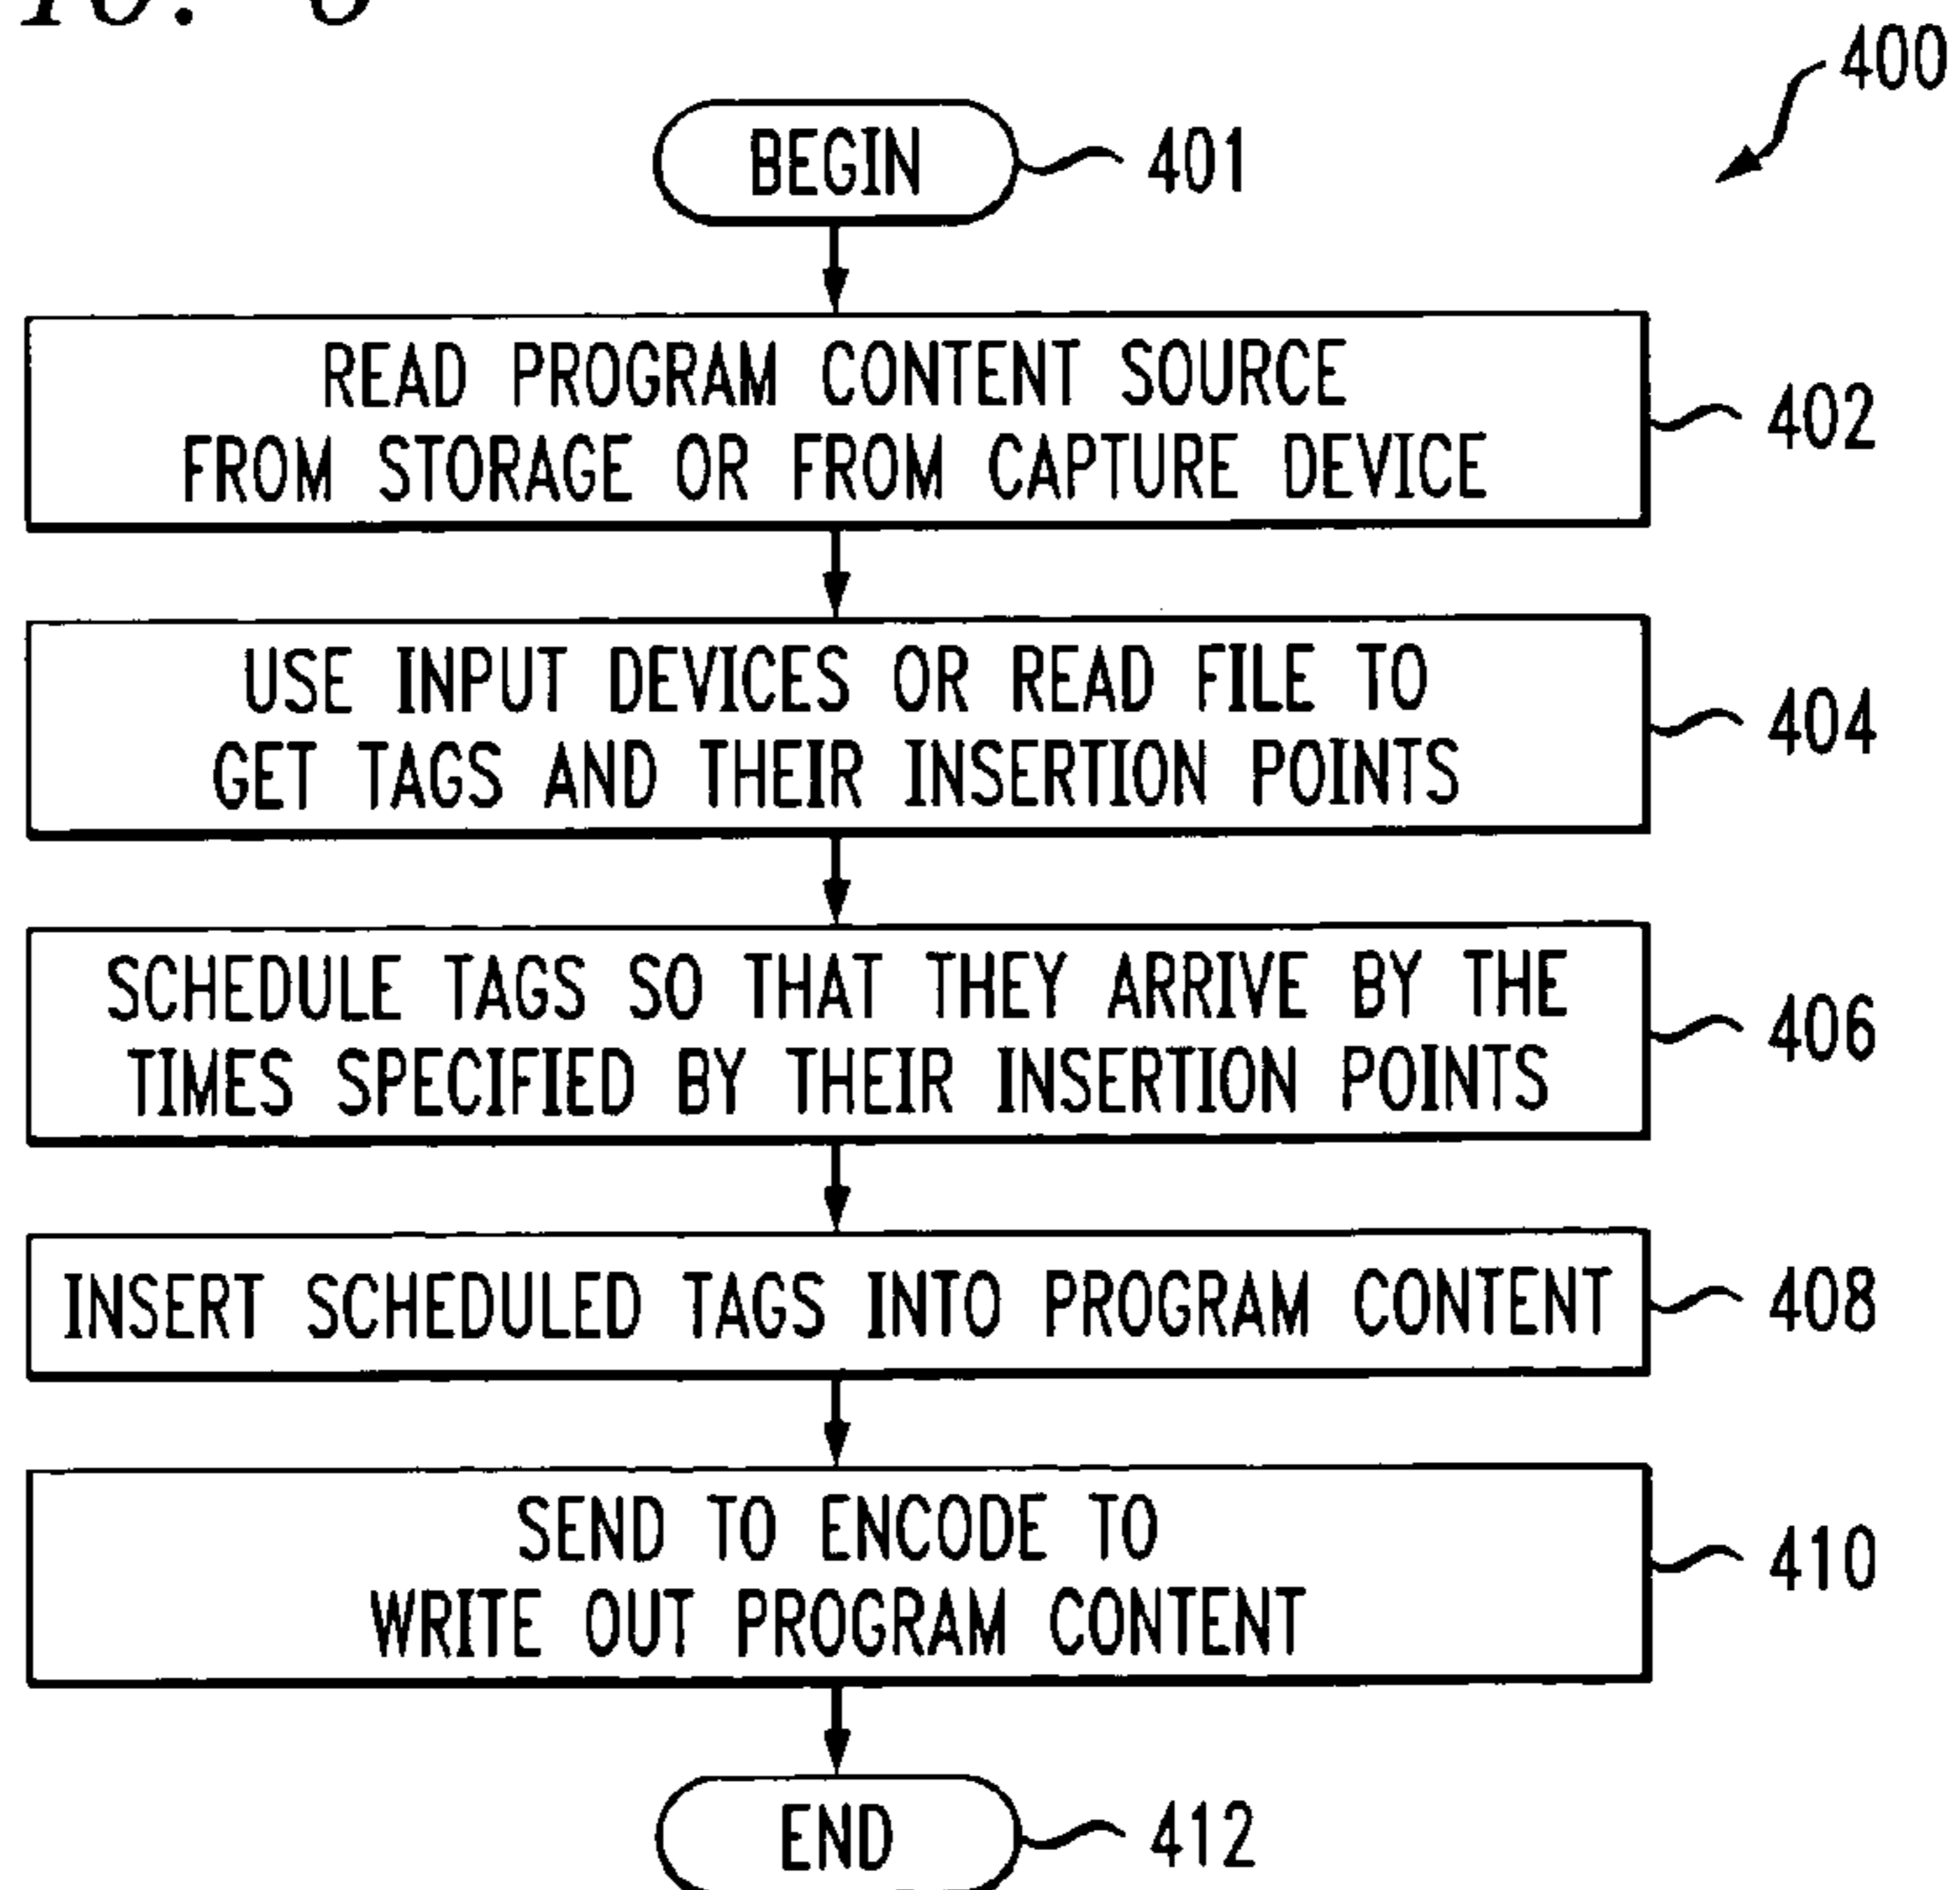 400
BEGIN 401
READ PROGRAM CONTENT SOURCE
FROM STORAGE OR FROM CAPTURE DEVICE 402
USE INPUT DEVICES OR READ FILE TO
GET TAGS AND THEIR INSERTION POINTS 404
SCHEDULE TAGS SO THAT THEY ARRIVE BY THE
TIMES SPECIFIED BY THEIR INSERTION POINTS 406
INSERT SCHEDULED TAGS INTO PROGRAM CONTENT 408
SEND TO ENCODE TO
WRITE OUT PROGRAM CONTENT 410
END 412